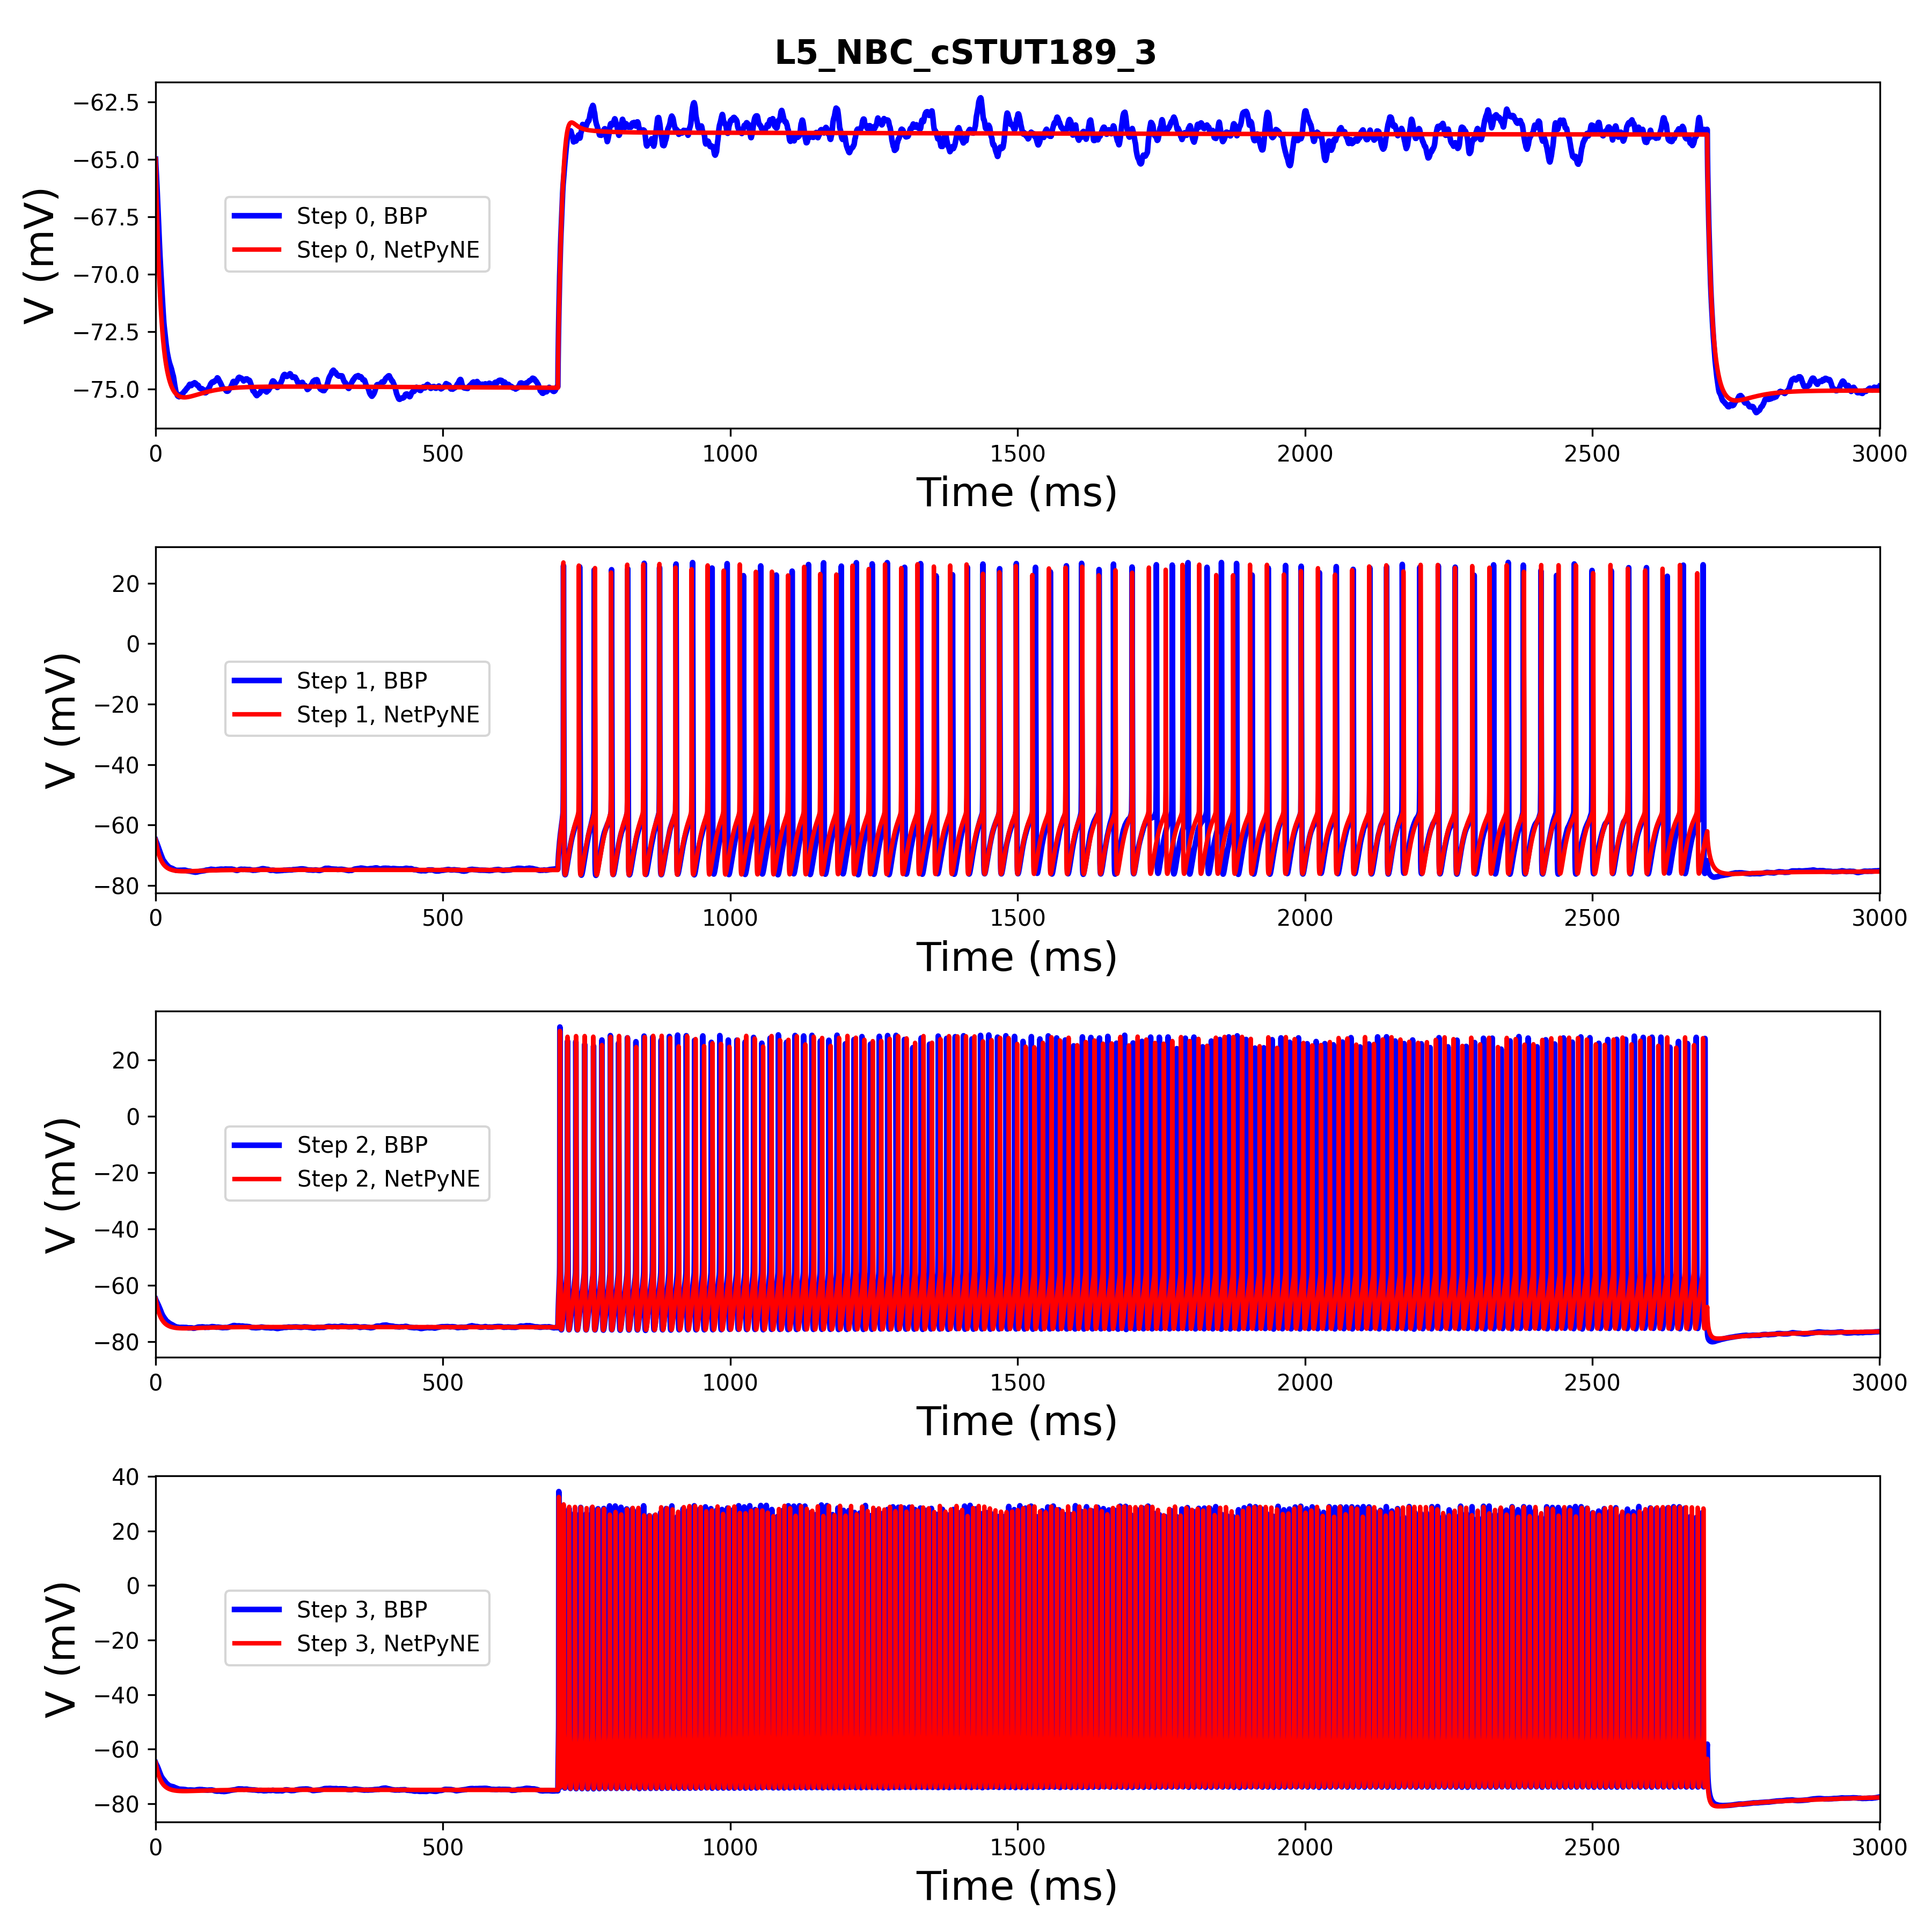 L5_NBC_cSTUT189_3
V (mV)
−62.5
−65.0
−67.5
−70.0
−72.5
−75.0
Step 0, BBP
Step 0, NetPyNE
0 500 1000 1500 2000 2500 3000
Time (ms)
V (mV)
20
0
−20
−40
−60
−80
Step 1, BBP
Step 1, NetPyNE
0 500 1000 1500 2000 2500 3000
Time (ms)
V (mV)
20
0
−20
−40
−60
−80
Step 2, BBP
Step 2, NetPyNE
0 500 1000 1500 2000 2500 3000
Time (ms)
V (mV)
40
20
0
−20
−40
−60
−80
Step 3, BBP
Step 3, NetPyNE
0 500 1000 1500 2000 2500 3000
Time (ms)